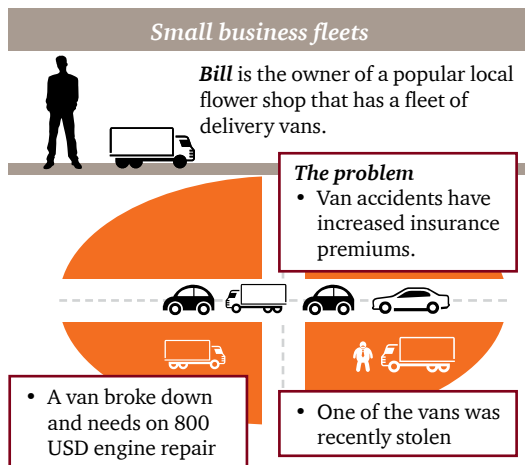 Small business fleets
Bill is the owner of a popular local
flower shop that has a fleet of
delivery vans.
The problem
• Van accidents have
increased insurance
premiums.
• A van broke down
and needs on 800
USD engine repair
• One of the vans was
recently stolen